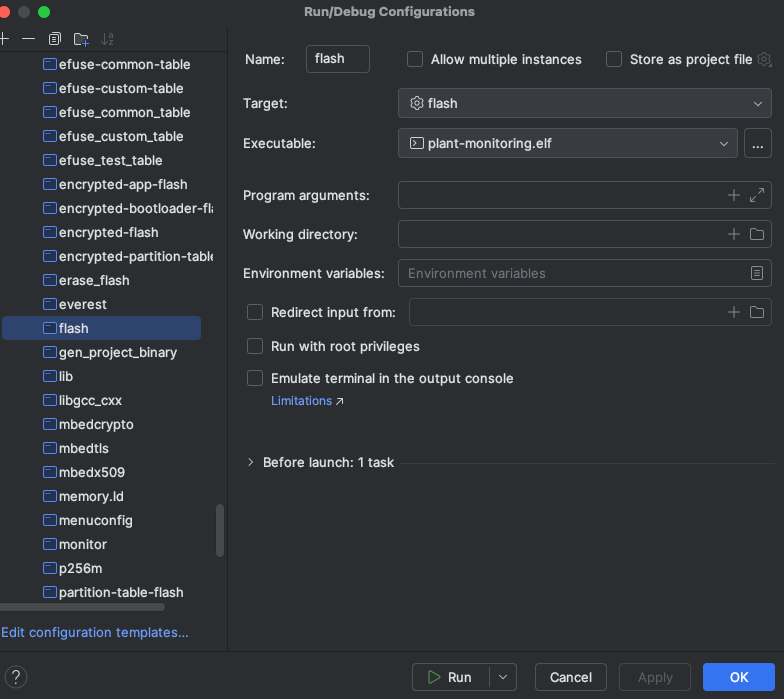 Run/Debug Configurations
efuse-common-table
efuse-custom-table
efuse_common_table
efuse_custom_table
efuse_test_table
encrypted-app-flash
encrypted-bootloader-fla
encrypted-flash
encrypted-partition-table
erase_flash
everest
flash
gen_project_binary
lib
libgcc_cxx
mbedcrypto
mbedtls
mbedx509
memory.ld
menuconfig
monitor
p256m
partition-table-flash
Edit configuration templates...
Name: flash Allow multiple instances Store as project file
Target: flash
Executable: plant-monitoring.elf ...
Program arguments:
Working directory:
Environment variables: Environment variables
Redirect input from:
Run with root privileges
Emulate terminal in the output console
Limitations ↗
Before launch: 1 task
? Run Cancel Apply OK